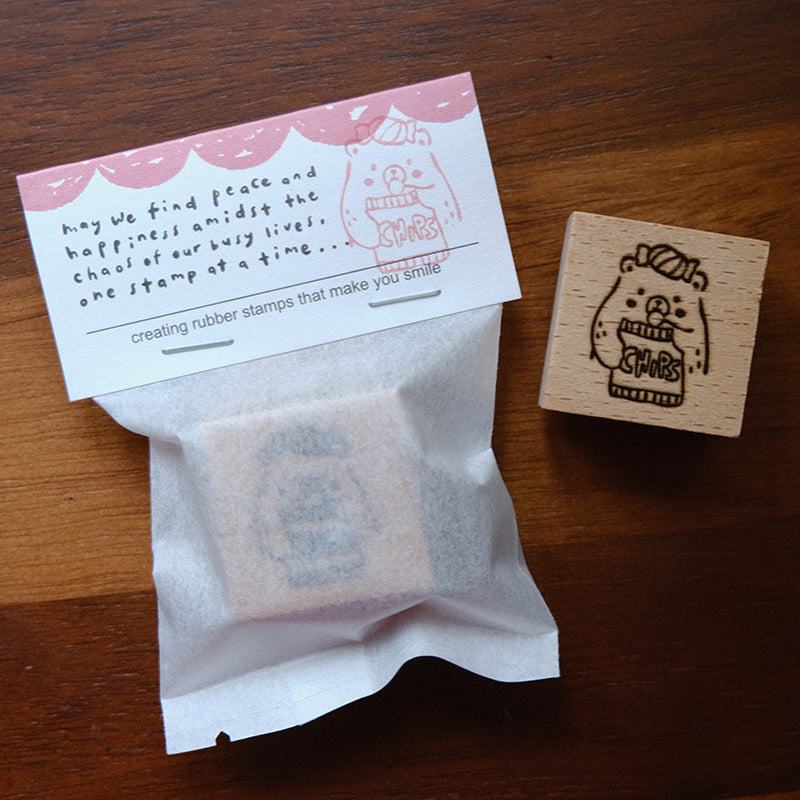 may we find peace and
happiness amidst the
chaos of our busy lives,
one stamp at a time...
CHIPS
creating rubber stamps that make you smile
CHIPS